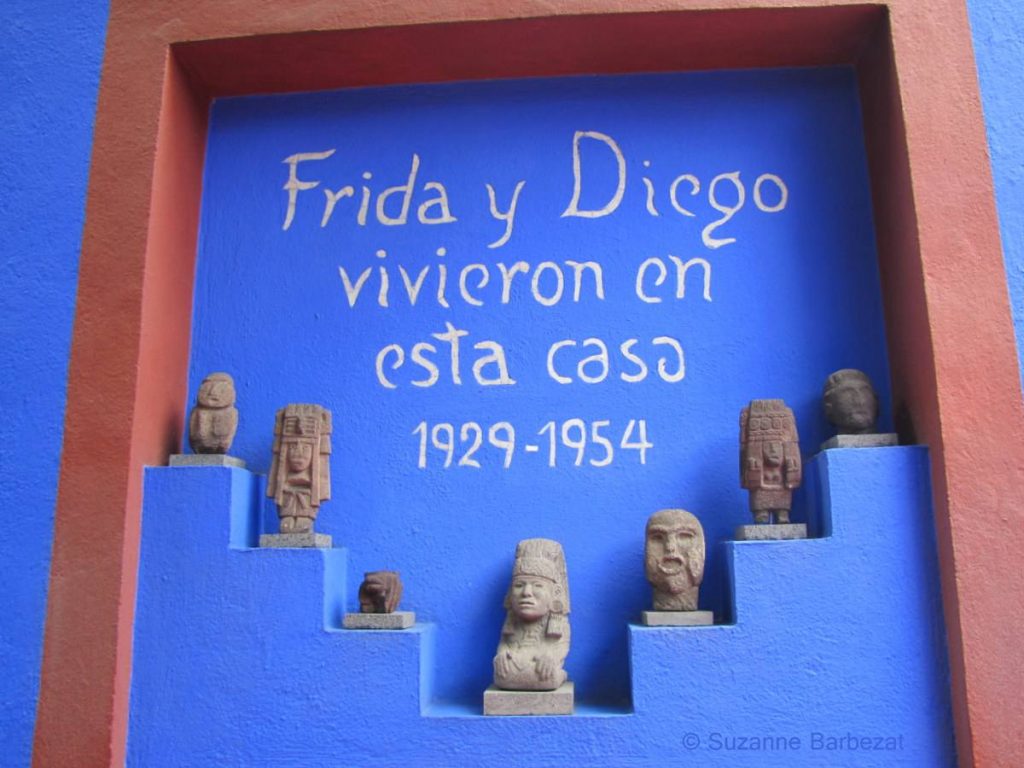 Frida y Diego
vivieron en
esta casa
1929-1954
© Suzanne Barbezat